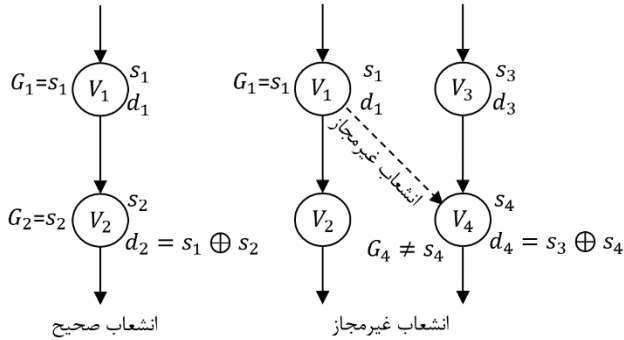 G₁=s₁ V₁ s₁ d₁
G₂=s₂ V₂ s₂
d₂ = s₁ ⊕ s₂
انشعاب صحیح
G₁=s₁ V₁ s₁ d₁
V₃ s₃ d₃
انشعاب غیرمجاز
V₂
G₄ ≠ s₄ V₄ s₄
d₄ = s₃ ⊕ s₄
انشعاب غیرمجاز